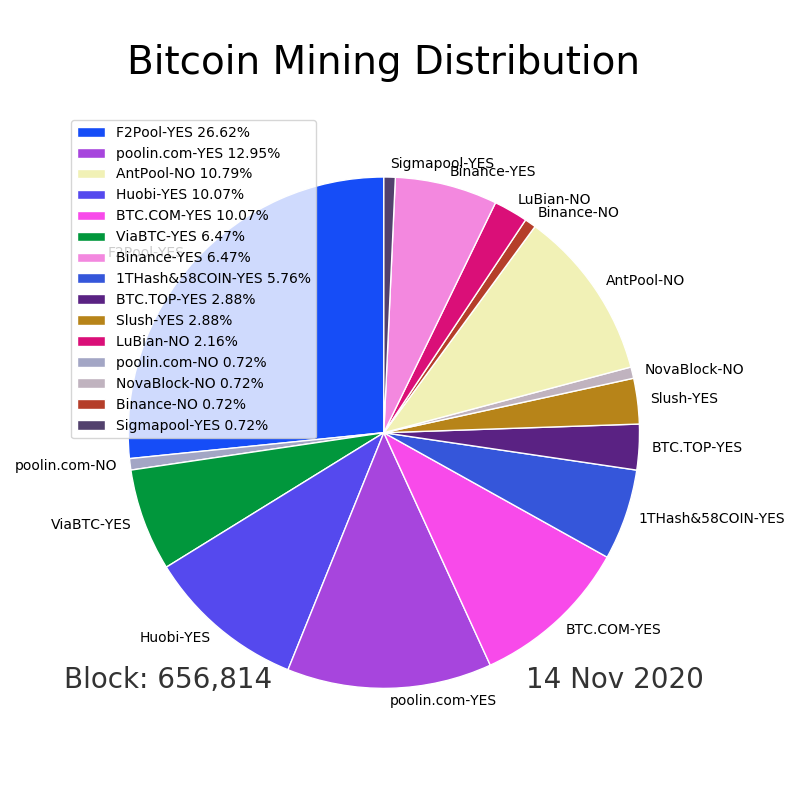 Bitcoin Mining Distribution
F2Pool-YES 26.62%
poolin.com-YES 12.95%
AntPool-NO 10.79%
Huobi-YES 10.07%
BTC.COM-YES 10.07%
ViaBTC-YES 6.47%
Binance-YES 6.47%
1THash&58COIN-YES 5.76%
BTC.TOP-YES 2.88%
Slush-YES 2.88%
LuBian-NO 2.16%
poolin.com-NO 0.72%
NovaBlock-NO 0.72%
Binance-NO 0.72%
Sigmapool-YES 0.72%
Sigmapool-YES
Binance-YES
LuBian-NO
Binance-NO
F2Pool-YES
AntPool-NO
NovaBlock-NO
Slush-YES
BTC.TOP-YES
poolin.com-NO
1THash&58COIN-YES
ViaBTC-YES
BTC.COM-YES
Huobi-YES
poolin.com-YES
Block: 656,814
14 Nov 2020